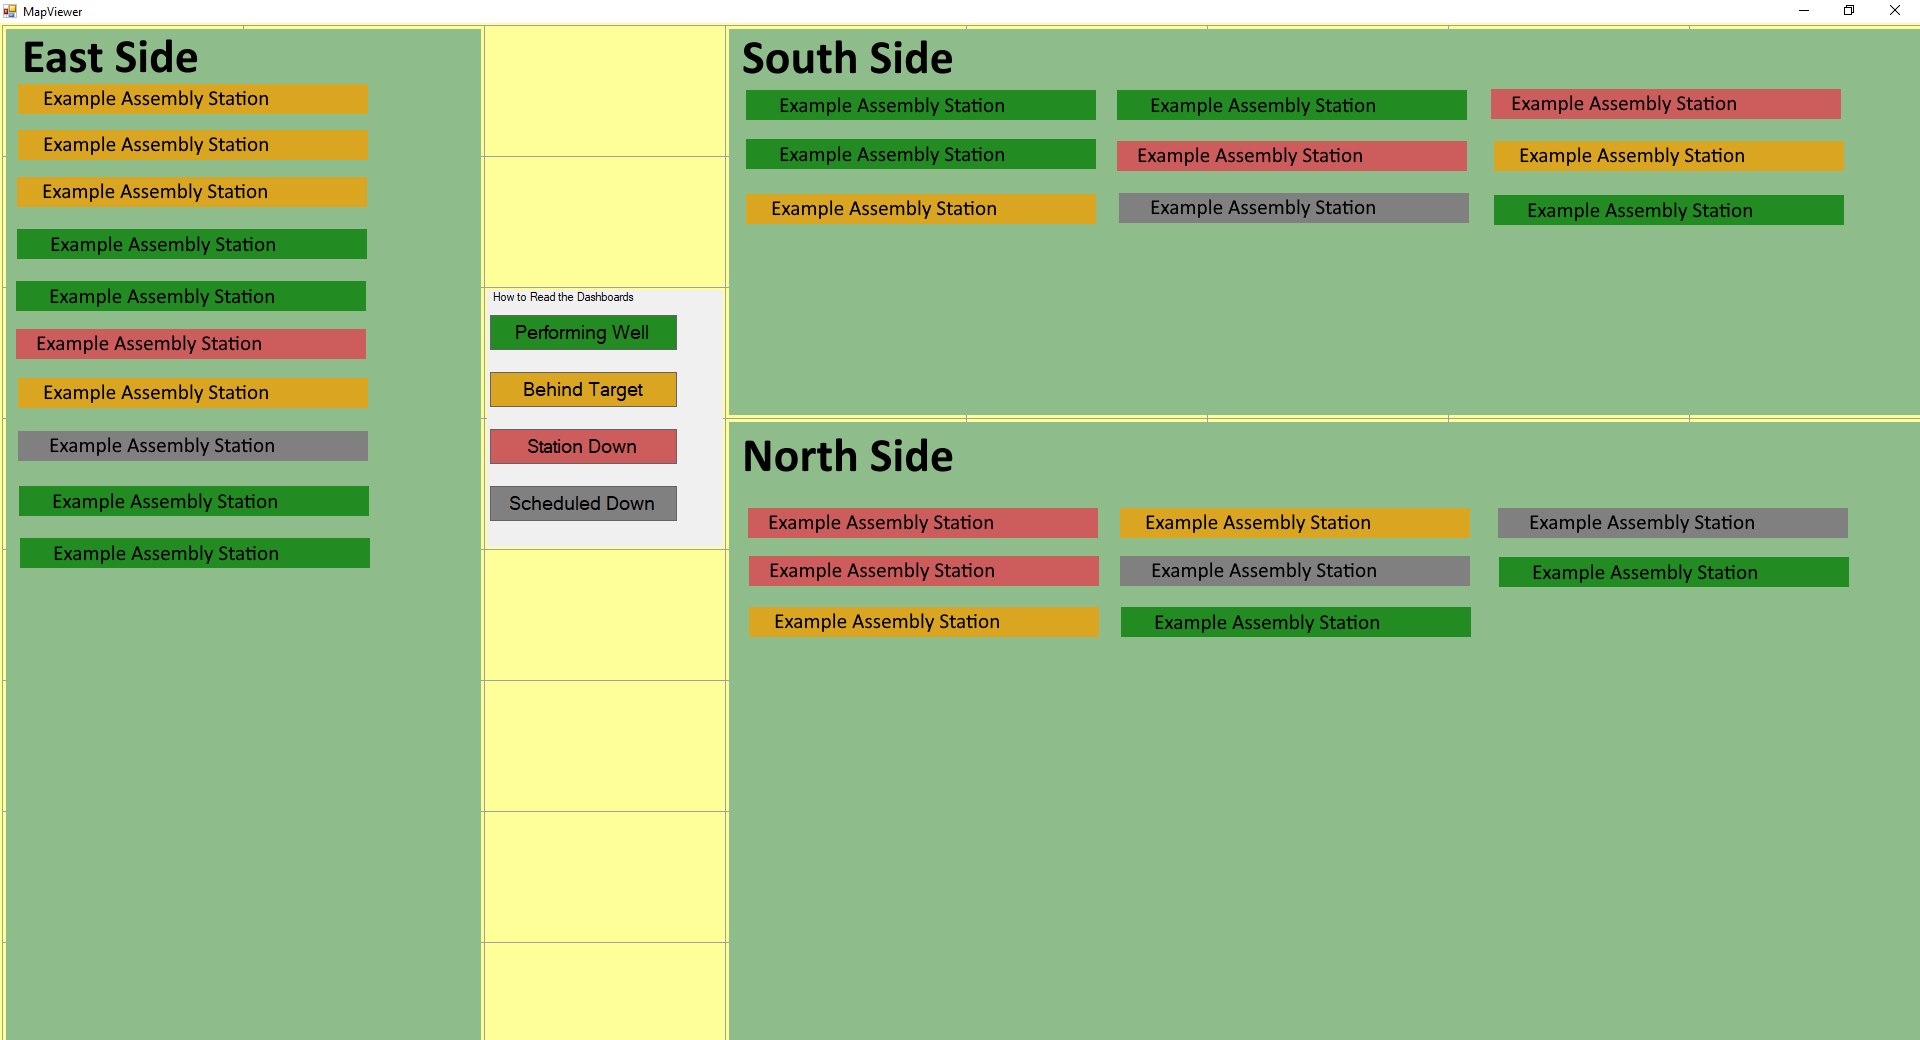 MapViewer
East Side
Example Assembly Station
Example Assembly Station
Example Assembly Station
Example Assembly Station
Example Assembly Station
Example Assembly Station
Example Assembly Station
Example Assembly Station
Example Assembly Station
Example Assembly Station
How to Read the Dashboards
Performing Well
Behind Target
Station Down
Scheduled Down
South Side
Example Assembly Station
Example Assembly Station
Example Assembly Station
Example Assembly Station
Example Assembly Station
Example Assembly Station
Example Assembly Station
Example Assembly Station
Example Assembly Station
North Side
Example Assembly Station
Example Assembly Station
Example Assembly Station
Example Assembly Station
Example Assembly Station
Example Assembly Station
Example Assembly Station
Example Assembly Station